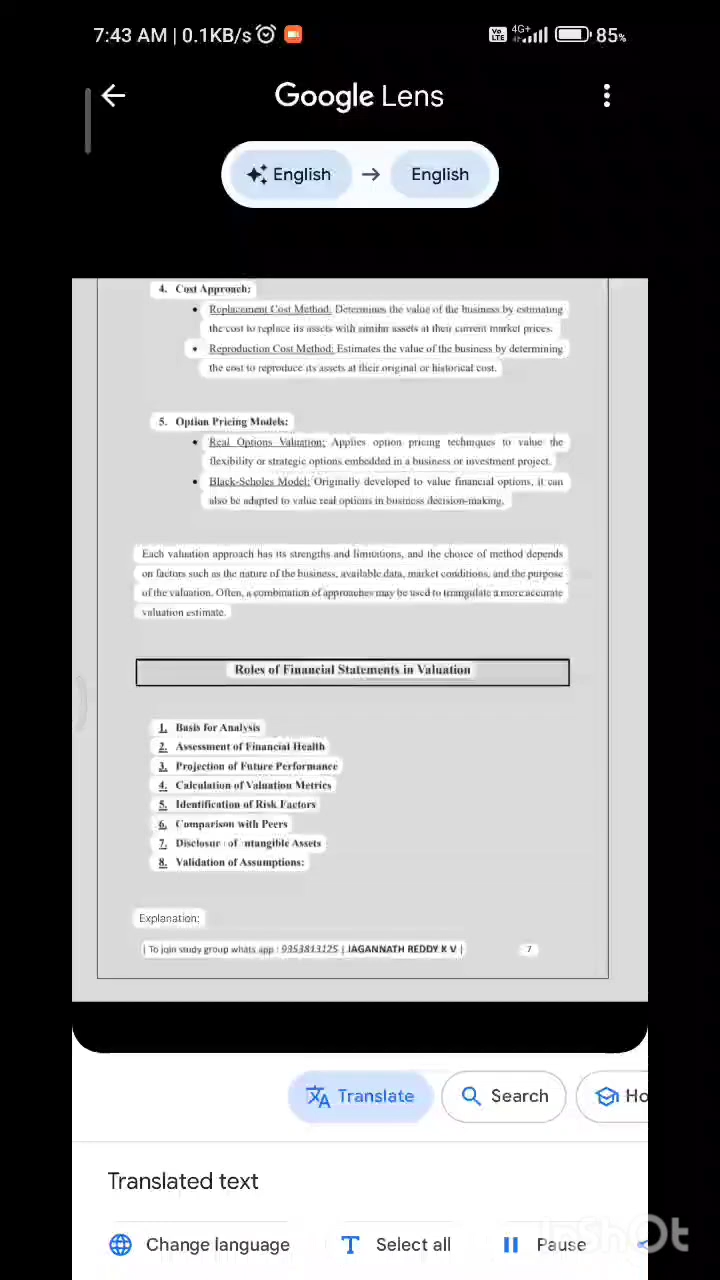 7:43 AM | 0.1KB/s
Vo LTE 4G+ 85%
Google Lens
English → English
4. Cost Approach:
• Replacement Cost Method: Determines the value of the business by estimating
the cost to replace its assets with similar assets at their current market prices.
• Reproduction Cost Method: Estimates the value of the business by determining
the cost to reproduce its assets at their original or historical cost.
5. Option Pricing Models:
• Real Options Valuation: Applies option pricing techniques to value the
flexibility or strategic options embedded in a business or investment project.
• Black-Scholes Model: Originally developed to value financial options, it can
also be adapted to value real options in business decision-making.
Each valuation approach has its strengths and limitations, and the choice of method depends
on factors such as the nature of the business, available data, market conditions, and the purpose
of the valuation. Often, a combination of approaches may be used to triangulate a more accurate
valuation estimate.
Roles of Financial Statements in Valuation
1. Basis for Analysis
2. Assessment of Financial Health
3. Projection of Future Performance
4. Calculation of Valuation Metrics
5. Identification of Risk Factors
6. Comparison with Peers
7. Disclosur of ntangible Assets
8. Validation of Assumptions:
Explanation:
| To join study group whats app : 9353813125 | JAGANNATH REDDY K V | 7
Translate Search Ho
Translated text
Change language Select all Pause
InShOt